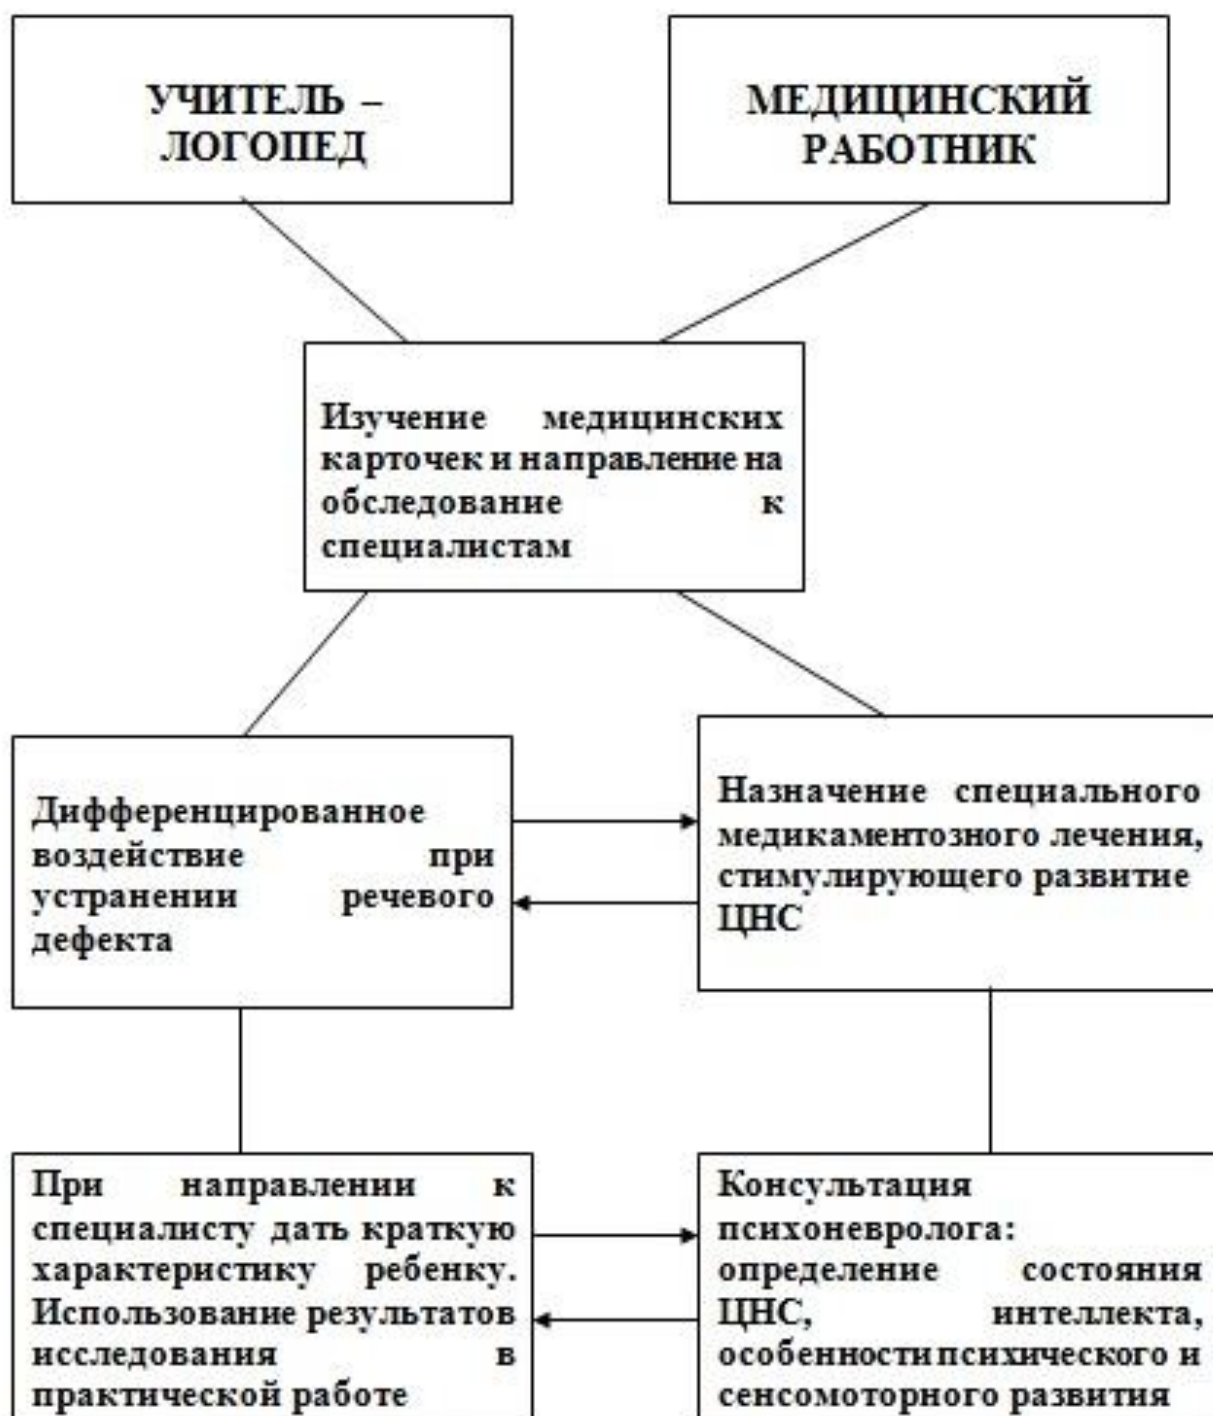 УЧИТЕЛЬ –
ЛОГОПЕД
МЕДИЦИНСКИЙ
РАБОТНИК
Изучение медицинских
карточек и направление на
обследование к
специалистам
Дифференцированное
воздействие при
устранении речевого
дефекта
Назначение специального
медикаментозного лечения,
стимулирующего развитие
ЦНС
При направлении к
специалисту дать краткую
характеристику ребенку.
Использование результатов
исследования в
практической работе
Консультация
психоневролога:
определение состояния
ЦНС, интеллекта,
особенности психического и
сенсомоторного развития